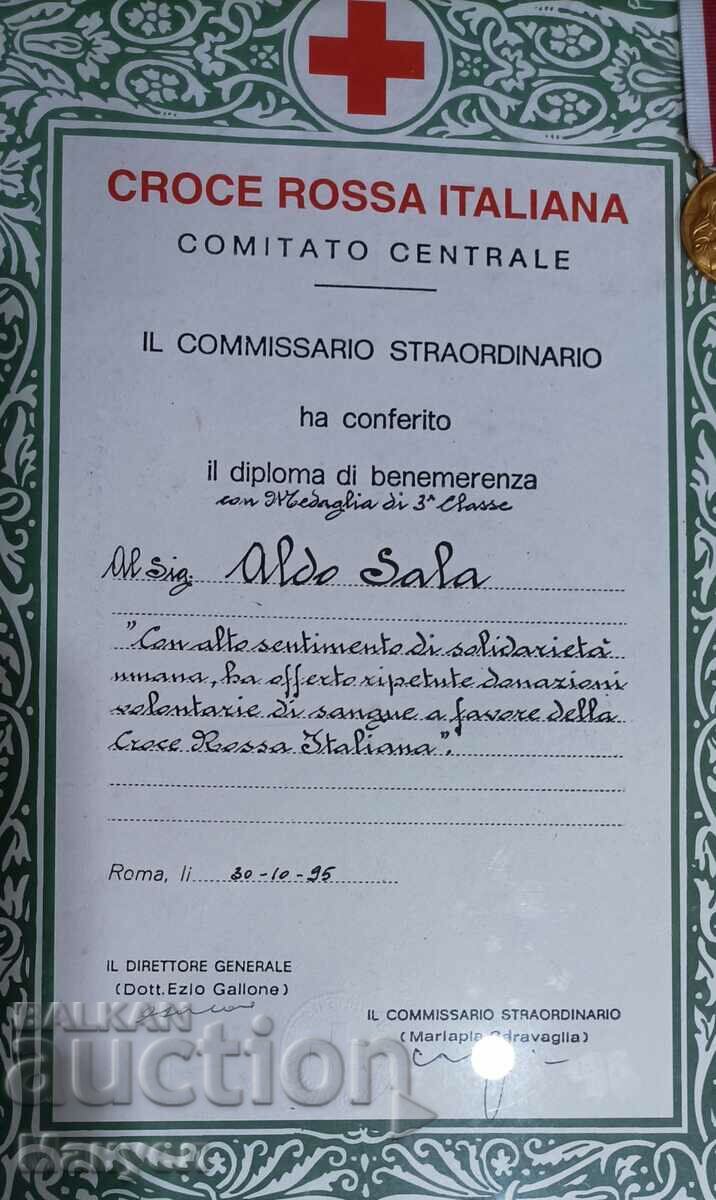 CROCE ROSSA ITALIANA
COMITATO CENTRALE
IL COMMISSARIO STRAORDINARIO
ha conferito
il diploma di benemerenza
con Medaglia di 3ª Classe
Al Sig. Aldo Sala
"Con alto sentimento di solidarietà
umana, ha offerto ripetute donazioni
volontarie di sangue a favore della
Croce Rossa Italiana".
Roma, li 30-10-95
IL DIRETTORE GENERALE
(Dott. Ezio Gallone)
IL COMMISSARIO STRAORDINARIO
(Mariapia
BALKAN
auction